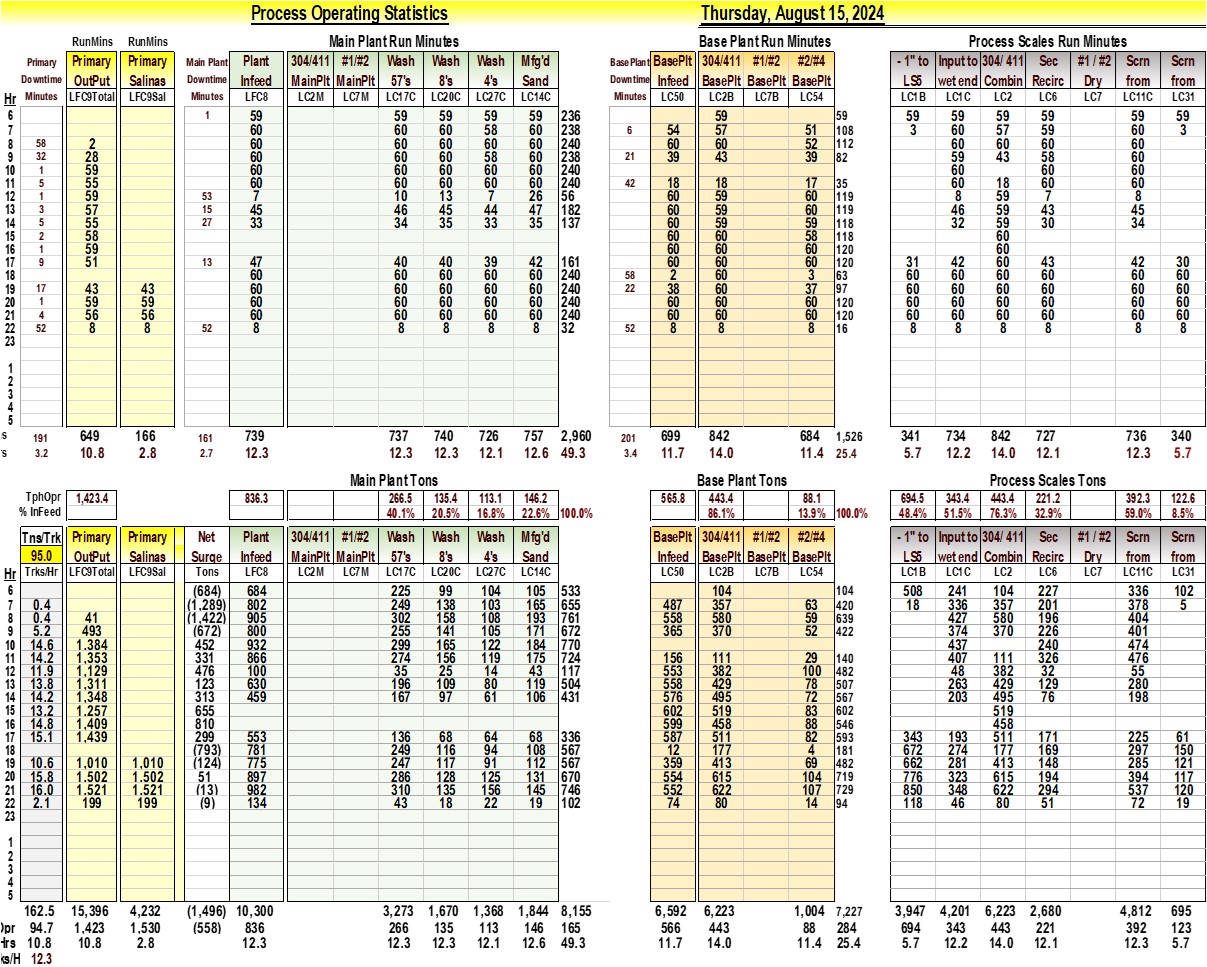 Process Operating Statistics Thursday, August 15, 2024
RunMins RunMins Main Plant Run Minutes Base Plant Run Minutes Process Scales Run Minutes
Primary Primary Primary Main Plant Plant 304/411 #1/#2 Wash Wash Wash Mfg'd BasePlant BasePlt 304/411 #1/#2 #2/#4 - 1" to Input to 304/ 411 Sec #1 / #2 Scrn Scrn
Downtime OutPut Salinas Downtime Infeed MainPlt MainPlt 57's 8's 4's Sand Downtime Infeed BasePlt BasePlt BasePlt LS5 wet end Combin Recirc Dry from from
Hr Minutes LFC9Total LFC9Sal Minutes LFC8 LC2M LC7M LC17C LC20C LC27C LC14C Minutes LC50 LC2B LC7B LC54 LC1B LC1C LC2 LC6 LC7 LC11C LC31
6 1 59 59 59 59 59 236 59 59 59 59 59 59 59 59
7 60 60 60 58 60 238 6 54 57 51 108 3 60 57 59 60 3
8 58 2 60 60 60 60 60 240 60 60 52 112 60 60 60 60
9 32 28 60 60 60 58 60 238 21 39 43 39 82 59 43 58 60
10 1 59 60 60 60 60 60 240 60 60 60
11 5 55 60 60 60 60 60 240 42 18 18 17 35 60 18 60 60
12 1 59 53 7 10 13 7 26 56 60 59 60 119 8 59 7 8
13 3 57 15 45 46 45 44 47 182 60 59 60 119 46 59 43 45
14 5 55 27 33 34 35 33 35 137 60 59 59 118 32 59 30 34
15 2 58 60 60 58 118 60
16 1 59 60 60 60 120 60
17 9 51 13 47 40 40 39 42 161 60 60 60 120 31 42 60 43 42 30
18 60 60 60 60 60 240 58 2 60 3 63 60 60 60 60 60 60
19 17 43 43 60 60 60 60 60 240 22 38 60 37 97 60 60 60 60 60 60
20 1 59 59 60 60 60 60 60 240 60 60 60 120 60 60 60 60 60 60
21 4 56 56 60 60 60 60 60 240 60 60 60 120 60 60 60 60 60 60
22 52 8 8 52 8 8 8 8 8 32 52 8 8 8 16 8 8 8 8 8 8
23
1
2
3
4
5
s 191 649 166 161 739 737 740 726 757 2,960 201 699 842 684 1,526 341 734 842 727 736 340
s 3.2 10.8 2.8 2.7 12.3 12.3 12.3 12.1 12.6 49.3 3.4 11.7 14.0 11.4 25.4 5.7 12.2 14.0 12.1 12.3 5.7
Main Plant Tons Base Plant Tons Process Scales Tons
TphOpr 1,423.4 836.3 266.5 135.4 113.1 146.2 565.8 443.4 88.1 694.5 343.4 443.4 221.2 392.3 122.6
% InFeed 40.1% 20.5% 16.8% 22.6% 100.0% 86.1% 13.9% 100.0% 48.4% 51.5% 76.3% 32.9% 59.0% 8.5%
Tns/Trk Primary Primary Net Plant 304/411 #1/#2 Wash Wash Wash Mfg'd BasePlt 304/411 #1/#2 #2/#4 - 1" to Input to 304/ 411 Sec #1 / #2 Scrn Scrn
95.0 OutPut Salinas Surge Infeed MainPlt MainPlt 57's 8's 4's Sand Infeed BasePlt BasePlt BasePlt LS5 wet end Combin Recirc Dry from from
Hr Trks/Hr LFC9Total LFC9Sal Tons LFC8 LC2M LC7M LC17C LC20C LC27C LC14C LC50 LC2B LC7B LC54 LC1B LC1C LC2 LC6 LC7 LC11C LC31
6 (684) 684 225 99 104 105 533 104 104 508 241 104 227 336 102
7 0.4 (1,289) 802 249 138 103 165 655 487 357 63 420 18 336 357 201 378 5
8 0.4 41 (1,422) 905 302 158 108 193 761 558 580 59 639 427 580 196 404
9 5.2 493 (672) 800 255 141 105 171 672 365 370 52 422 374 370 226 401
10 14.6 1,384 452 932 299 165 122 184 770 437 240 474
11 14.2 1,353 331 866 274 156 119 175 724 156 111 29 140 407 111 326 476
12 11.9 1,129 476 100 35 25 14 43 117 553 382 100 482 48 382 32 55
13 13.8 1,311 123 630 196 109 80 119 504 558 429 78 507 263 429 129 280
14 14.2 1,348 313 459 167 97 61 106 431 576 495 72 567 203 495 76 198
15 13.2 1,257 655 602 519 83 602 519
16 14.8 1,409 810 599 458 88 546 458
17 15.1 1,439 299 553 136 68 64 68 336 587 511 82 593 343 193 511 171 225 61
18 (793) 781 249 116 94 108 567 12 177 4 181 672 274 177 169 297 150
19 10.6 1,010 1,010 (124) 775 247 117 91 112 567 359 413 69 482 662 281 413 148 285 121
20 15.8 1,502 1,502 51 897 286 128 125 131 670 554 615 104 719 776 323 615 194 394 117
21 16.0 1,521 1,521 (13) 982 310 135 156 145 746 552 622 107 729 850 348 622 294 537 120
22 2.1 199 199 (9) 134 43 18 22 19 102 74 80 14 94 118 46 80 51 72 19
23
1
2
3
4
5
162.5 15,396 4,232 (1,496) 10,300 3,273 1,670 1,368 1,844 8,155 6,592 6,223 1,004 7,227 3,947 4,201 6,223 2,680 4,812 695
Opr 94.7 1,423 1,530 (558) 836 266 135 113 146 165 566 443 88 284 694 343 443 221 392 123
Hrs 10.8 10.8 2.8 12.3 12.3 12.3 12.1 12.6 49.3 11.7 14.0 11.4 25.4 5.7 12.2 14.0 12.1 12.3 5.7
ks/H 12.3